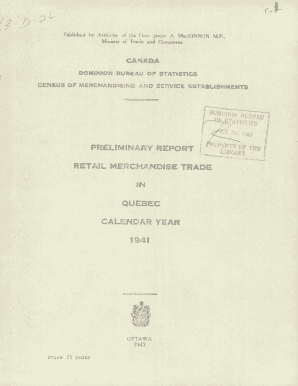 Published by Authority of the Hon. James A. MacKINNON M.P.,
Minister of Trade and Commerce
CANADA
DOMINION BUREAU OF STATISTICS
CENSUS OF MERCHANDISING AND SERVICE ESTABLISHMENTS
DOMINION BUREAU
OF STATISTICS
1943
PROPERTY OF THE
LIBRARY
PRELIMINARY REPORT
RETAIL MERCHANDISE TRADE
IN
QUEBEC
CALENDAR YEAR
1941
OTTAWA
1943
Price 25 cents